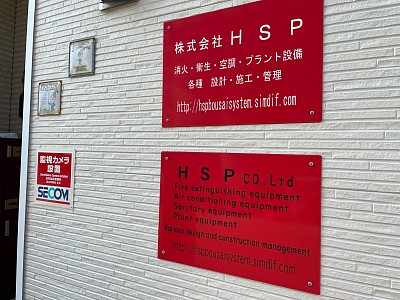 株式会社ＨＳＰ
消火・衛生・空調・プラント設備
各種 設計・施工・管理
http://hspbousaisystem.simdif.com
ＨＳＰ CO.Ltd
Fire extinguishing equipment
Air conditioning equipment
Sanitary equipment
Plant equipment
Various design and construction management
http://hspbousaisystem.simdif.com
監視カメラ
設置
SECOM